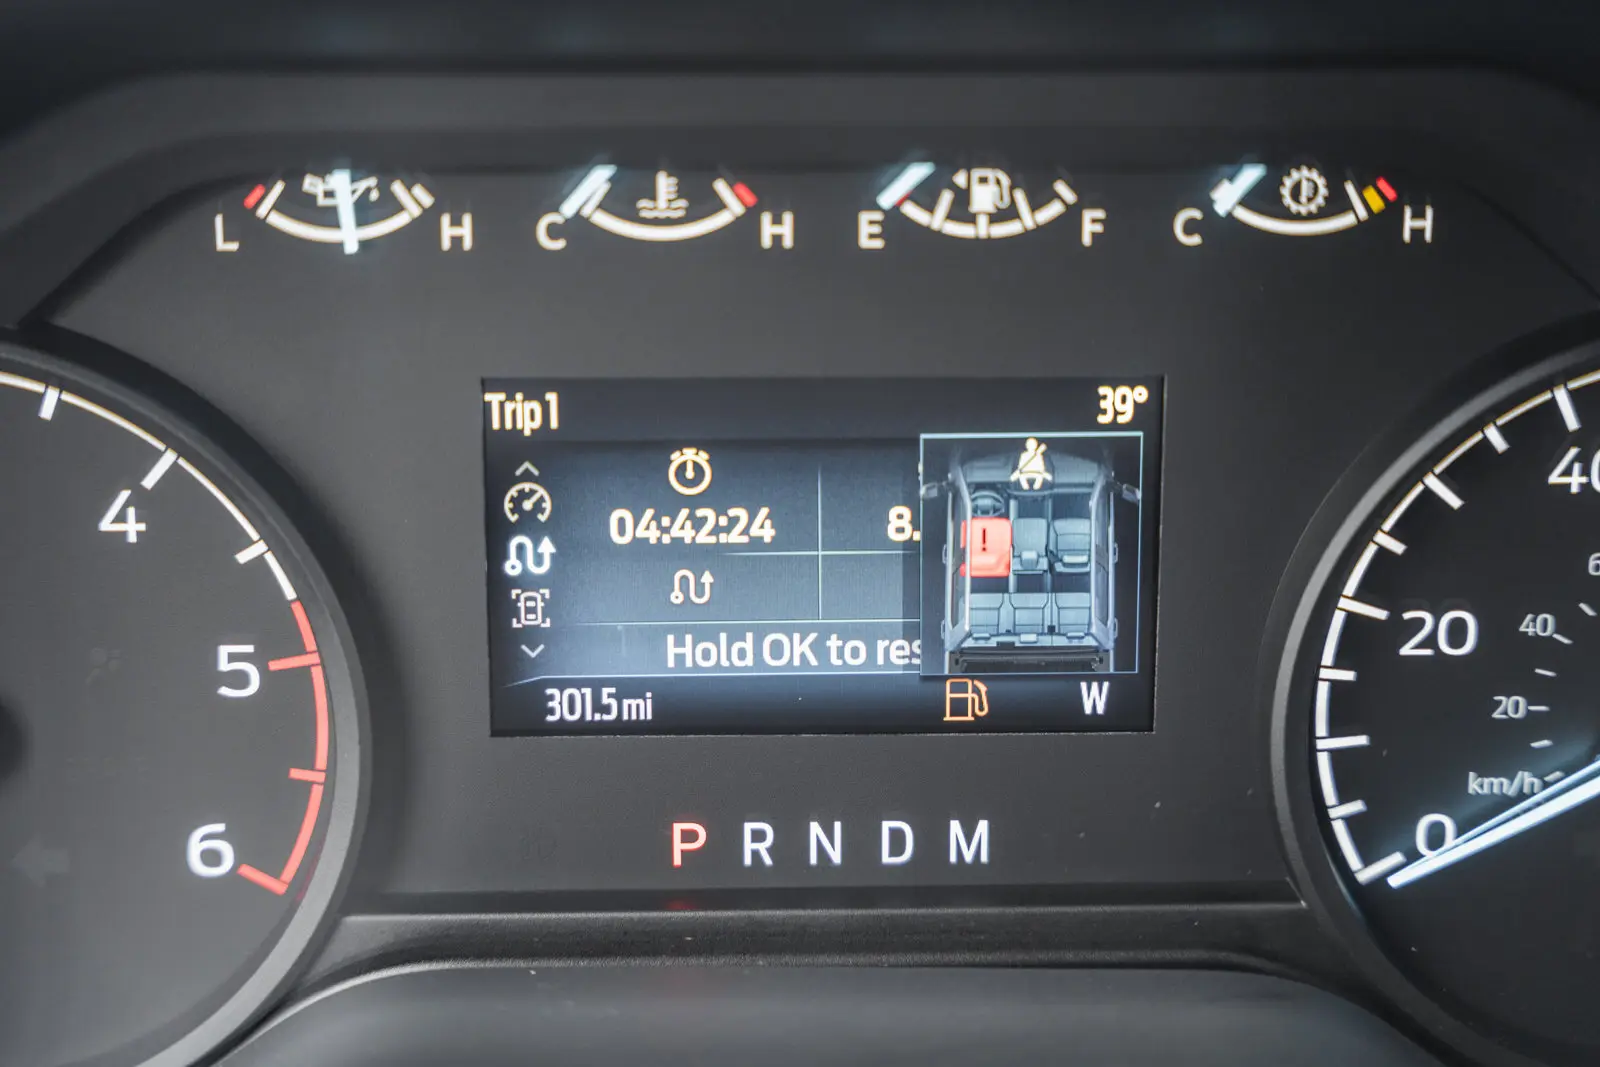 L H C H E F C H
Trip 1 39°
04:42:24 8.
Hold OK to res
301.5 mi W
P R N D M
4
5
6
40
20
0
40
20
km/h